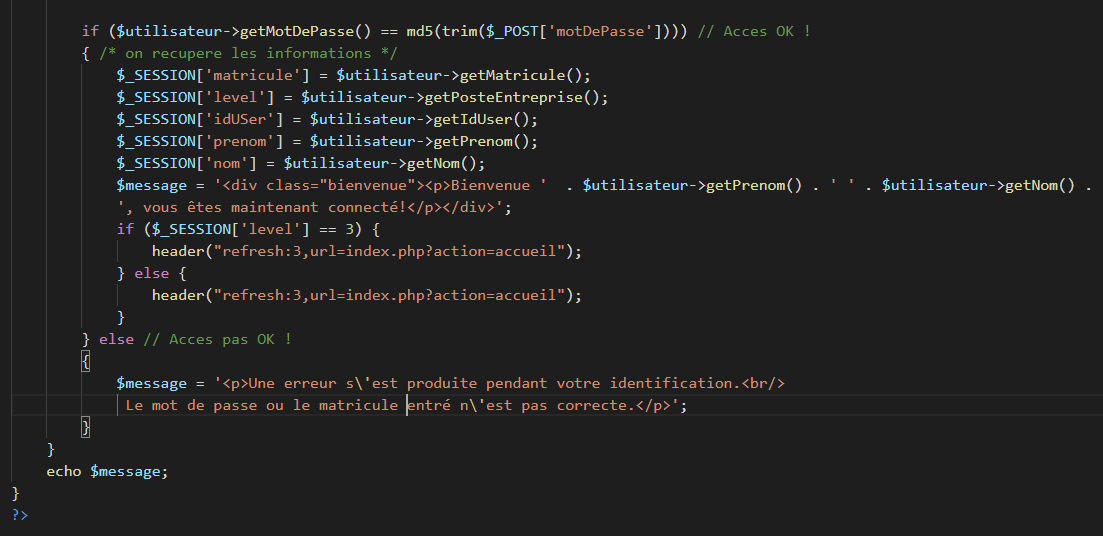 if ($utilisateur->getMotDePasse() == md5(trim($_POST['motDePasse']))) // Acces OK !
{ /* on recupere les informations */
$_SESSION['matricule'] = $utilisateur->getMatricule();
$_SESSION['level'] = $utilisateur->getPosteEntreprise();
$_SESSION['idUSer'] = $utilisateur->getIdUser();
$_SESSION['prenom'] = $utilisateur->getPrenom();
$_SESSION['nom'] = $utilisateur->getNom();
$message = '<div class="bienvenue"><p>Bienvenue '  . $utilisateur->getPrenom() . ' ' . $utilisateur->getNom() .
', vous êtes maintenant connecté!</p></div>';
if ($_SESSION['level'] == 3) {
header("refresh:3,url=index.php?action=accueil");
} else {
header("refresh:3,url=index.php?action=accueil");
}
} else // Acces pas OK !
{
$message = '<p>Une erreur s\'est produite pendant votre identification.<br/>
Le mot de passe ou le matricule entré n\'est pas correcte.</p>';
}
}
echo $message;
}
?>